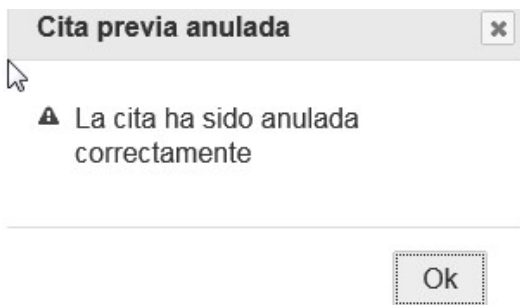 Cita previa anulada
La cita ha sido anulada
correctamente
Ok